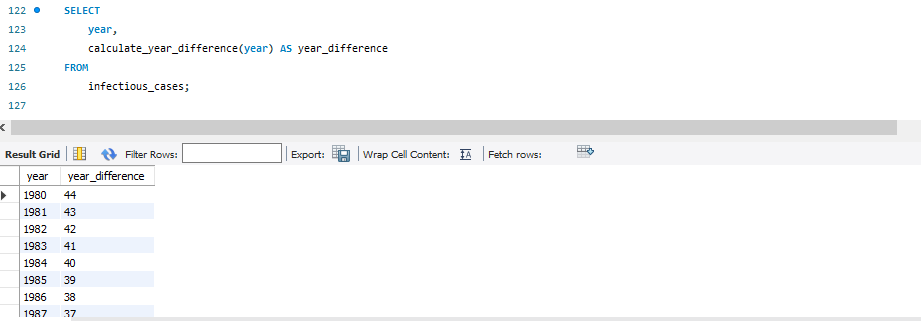 122 SELECT
123 year,
124 calculate_year_difference(year) AS year_difference
125 FROM
126 infectious_cases;
127
Result Grid Filter Rows: Export: Wrap Cell Content: Fetch rows:
year year_difference
1980 44
1981 43
1982 42
1983 41
1984 40
1985 39
1986 38
1987 37